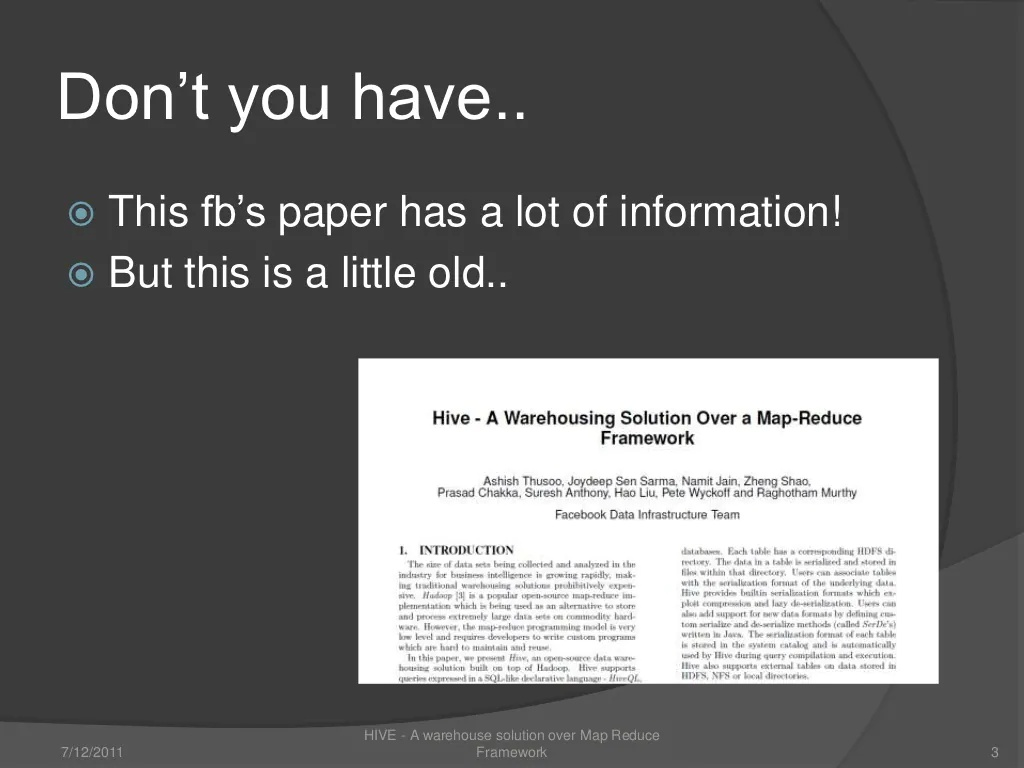 Don’t you have..
This fb’s paper has a lot of information!
But this is a little old..
Hive - A Warehousing Solution Over a Map-Reduce
Framework
Ashish Thusoo, Joydeep Sen Sarma, Namit Jain, Zheng Shao,
Prasad Chakka, Suresh Anthony, Hao Liu, Pete Wyckoff and Raghotham Murthy
Facebook Data Infrastructure Team
1. INTRODUCTION
The size of data sets being collected and analyzed in the
industry for business intelligence is growing rapidly, mak-
ing traditional warehousing solutions prohibitively expen-
sive. Hadoop [3] is a popular open-source map-reduce im-
plementation which is being used as an alternative to store
and process extremely large data sets on commodity hard-
ware. However, the map-reduce programming model is very
low level and requires developers to write custom programs
which are hard to maintain and reuse.
In this paper, we present Hive, an open-source data ware-
housing solution built on top of Hadoop. Hive supports
queries expressed in a SQL-like declarative language - HiveQL,
databases. Each table has a corresponding HDFS di-
rectory. The data in a table is serialized and stored in
files within that directory. Users can associate tables
with the serialization format of the underlying data.
Hive provides builtin serialization formats which ex-
ploit compression and lazy de-serialization. Users can
also add support for new data formats by defining cus-
tom serialize and de-serialize methods (called SerDe's)
written in Java. The serialization format of each table
is stored in the system catalog and is automatically
used by Hive during query compilation and execution.
Hive also supports external tables on data stored in
HDFS, NFS or local directories.
7/12/2011
HIVE - A warehouse solution over Map Reduce
Framework
3